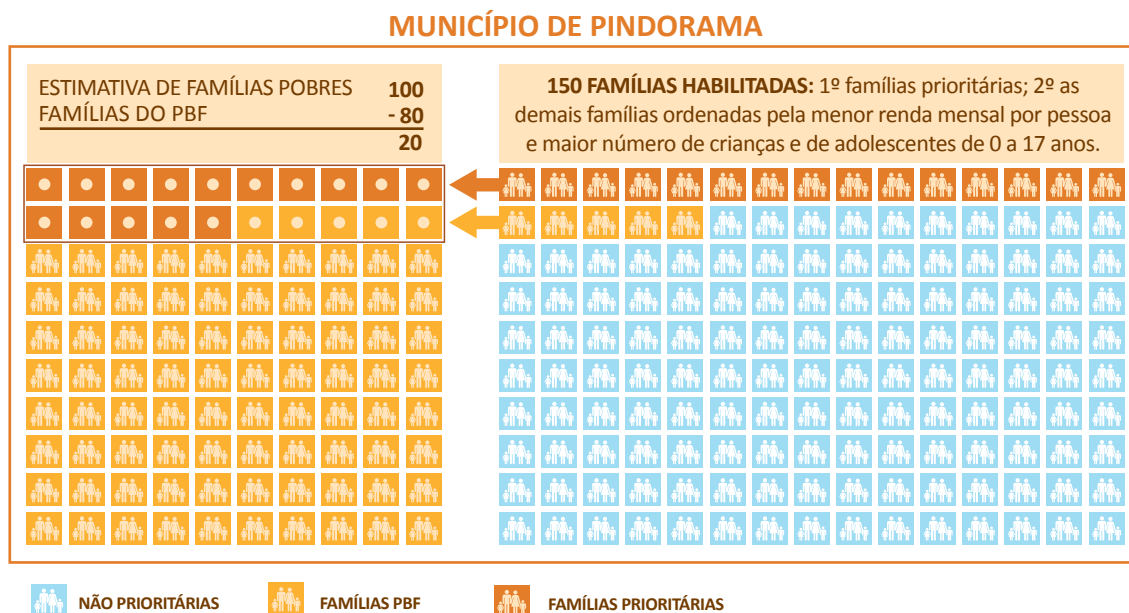 MUNICÍPIO DE PINDORAMA
ESTIMATIVA DE FAMÍLIAS POBRES 100
FAMÍLIAS DO PBF - 80
20
150 FAMÍLIAS HABILITADAS: 1º famílias prioritárias; 2º as
demais famílias ordenadas pela menor renda mensal por pessoa
e maior número de crianças e de adolescentes de 0 a 17 anos.
NÃO PRIORITÁRIAS
FAMÍLIAS PBF
FAMÍLIAS PRIORITÁRIAS